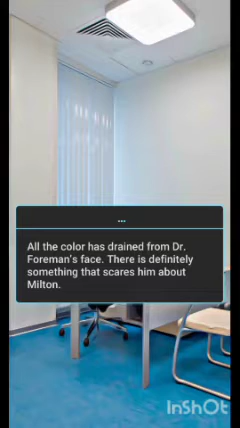 ...
All the color has drained from Dr.
Foreman's face. There is definitely
something that scares him about
Milton.
InShOt